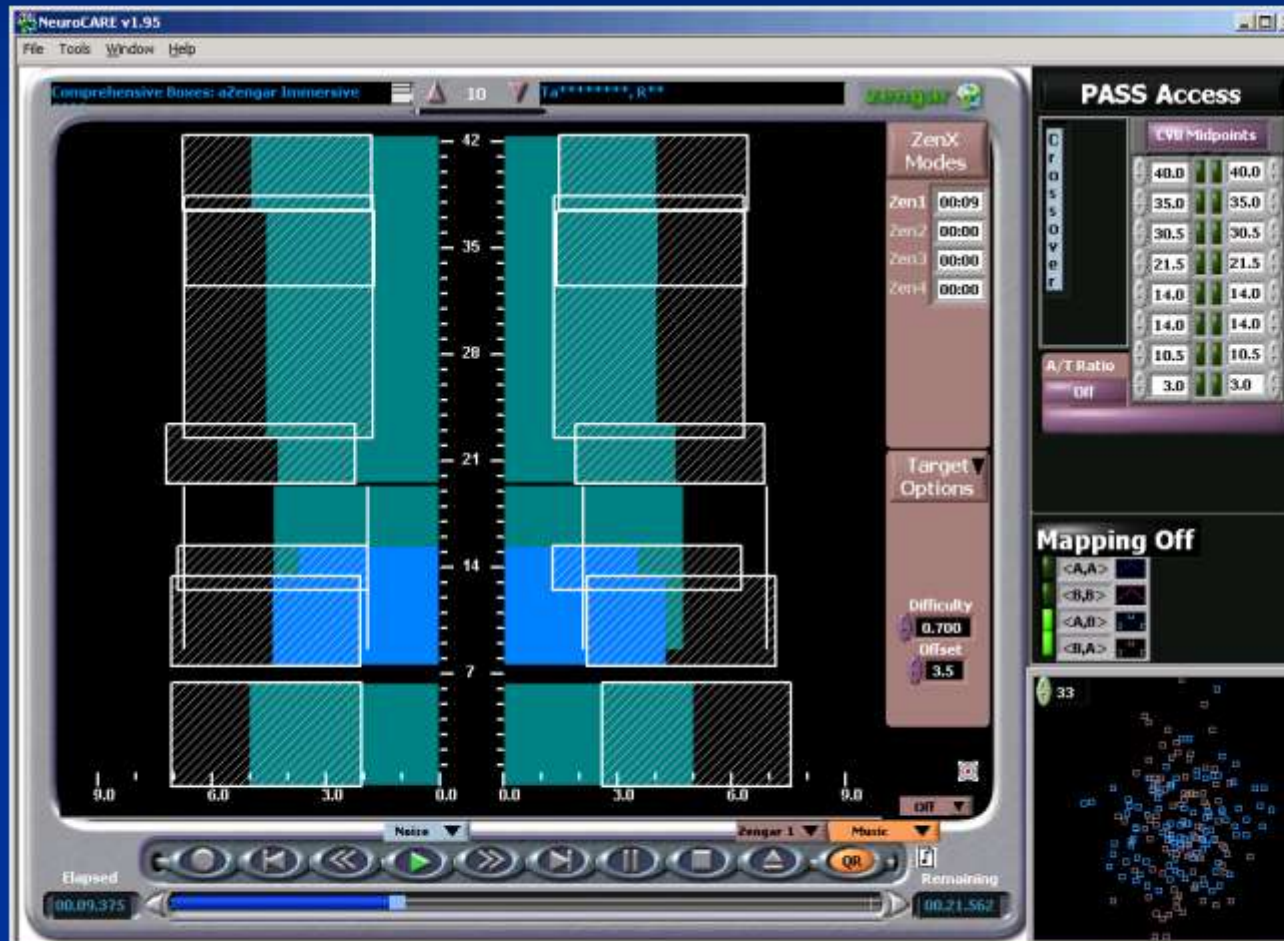 NeuroCARE v1.95
File Tools Window Help
Comprehensive Boxes: aZengar Immersive
10
Ta********, R**
zengar
42
35
28
21
14
7
9.0 6.0 3.0 0.0 0.0 3.0 6.0 9.0
ZenX
Modes
Zen1 00:09
Zen2 00:00
Zen3 00:00
Zen4 00:00
Target
Options
Difficulty
0.700
Offset
3.5
Off
Noise
Zengar 1
Music
QR
Elapsed
00.09.375
Remaining
00.21.562
PASS Access
Crossover
CVB Midpoints
40.0 40.0
35.0 35.0
30.5 30.5
21.5 21.5
14.0 14.0
14.0 14.0
10.5 10.5
3.0 3.0
A/T Ratio
Off
Mapping Off
<A,A>
<B,B>
<A,B>
<B,A>
33